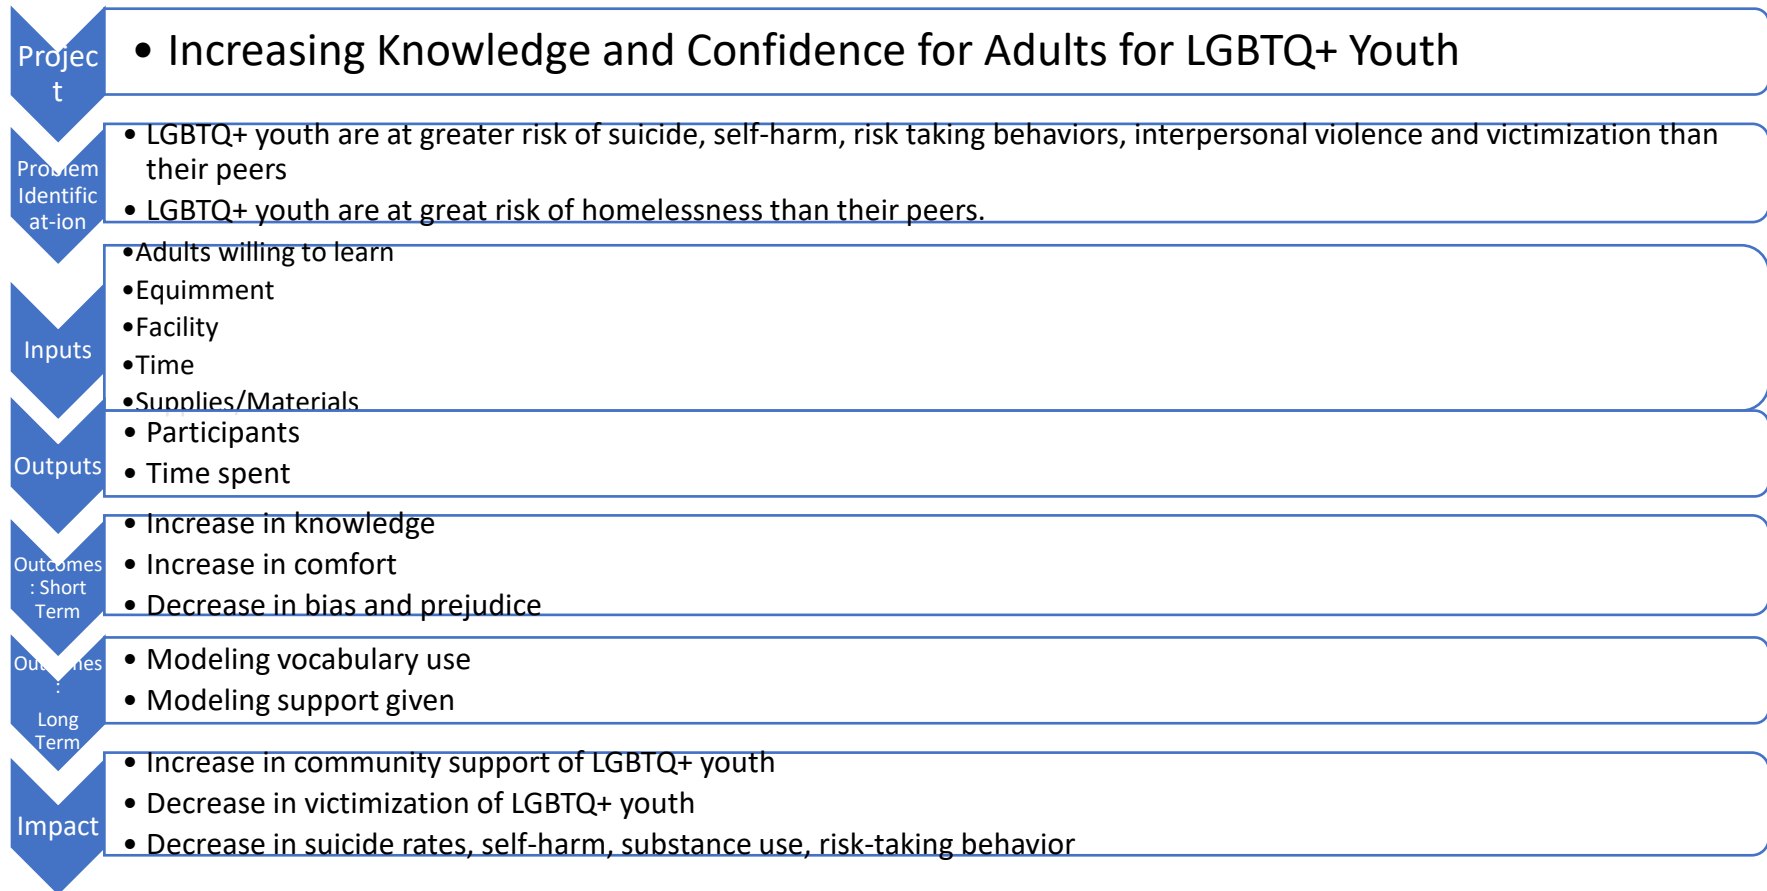 Projec
t
• Increasing Knowledge and Confidence for Adults for LGBTQ+ Youth
Problem
Identific
at-ion
• LGBTQ+ youth are at greater risk of suicide, self-harm, risk taking behaviors, interpersonal violence and victimization than
their peers
• LGBTQ+ youth are at great risk of homelessness than their peers.
Inputs
•Adults willing to learn
•Equimment
•Facility
•Time
•Supplies/Materials
Outputs
• Participants
• Time spent
Outcomes
: Short
Term
• Increase in knowledge
• Increase in comfort
• Decrease in bias and prejudice
Outcomes
:
Long
Term
• Modeling vocabulary use
• Modeling support given
Impact
• Increase in community support of LGBTQ+ youth
• Decrease in victimization of LGBTQ+ youth
• Decrease in suicide rates, self-harm, substance use, risk-taking behavior